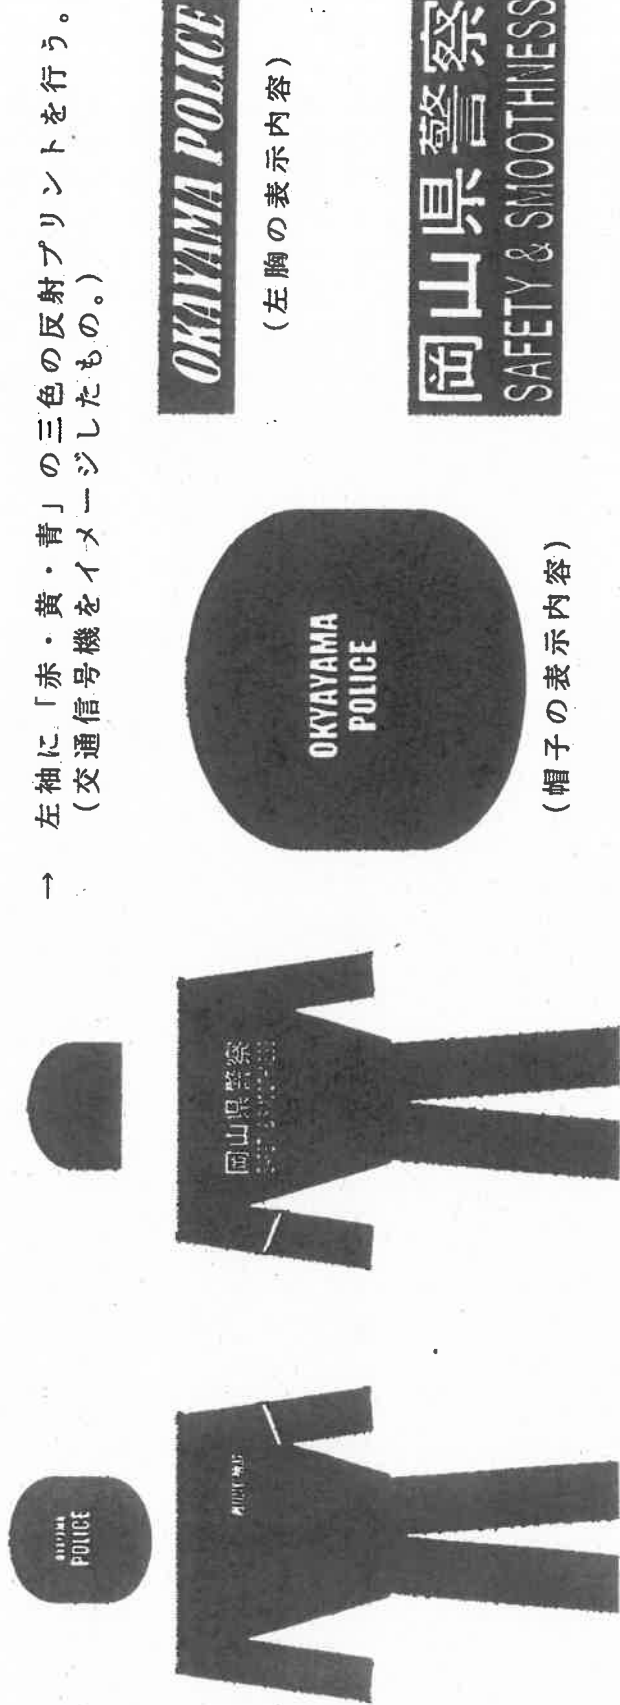 → 左袖に「赤・黄・青」の三色の反射プリントを行う。
(交通信号機をイメージしたもの。)
OKAYAMA POLICE
(左胸の表示内容)
岡山県警察
SAFETY & SMOOTHNESS
OKYAYAMA
POLICE
(帽子の表示内容)
岡山県警察
POLICE